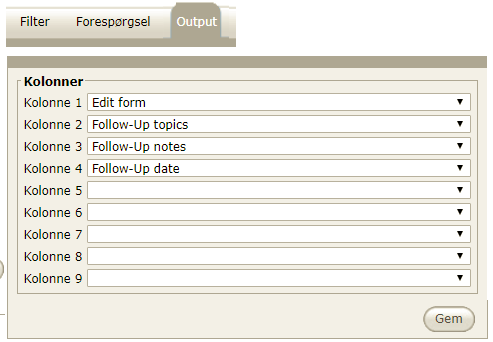 Filter Forespørgsel Output
Kolonner
Kolonne 1 Edit form
Kolonne 2 Follow-Up topics
Kolonne 3 Follow-Up notes
Kolonne 4 Follow-Up date
Kolonne 5
Kolonne 6
Kolonne 7
Kolonne 8
Kolonne 9
Gem